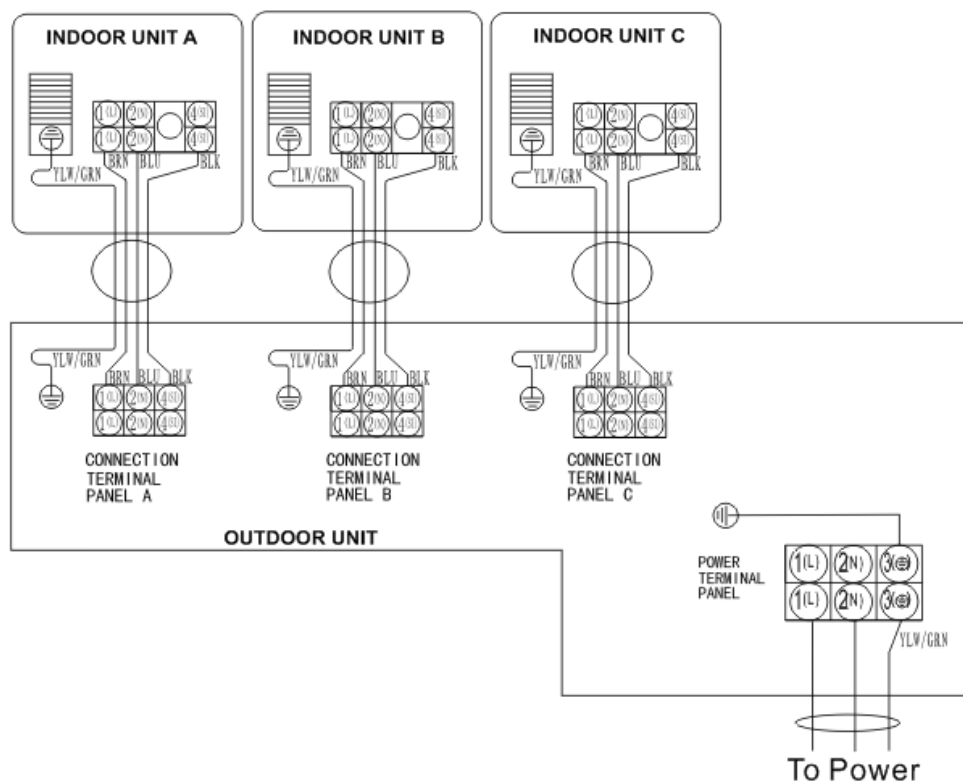 INDOOR UNIT A
INDOOR UNIT B
INDOOR UNIT C
1(L) 2(N) 4(SI)
1(L) 2(N) 4(SI)
1(L) 2(N) 4(SI)
1(L) 2(N) 4(SI)
1(L) 2(N) 4(SI)
1(L) 2(N) 4(SI)
YLW/GRN BRN BLU BLK
YLW/GRN BRN BLU BLK
YLW/GRN BRN BLU BLK
YLW/GRN BRN BLU BLK
YLW/GRN BRN BLU BLK
YLW/GRN BRN BLU BLK
1(L) 2(N) 4(SI)
1(L) 2(N) 4(SI)
1(L) 2(N) 4(SI)
1(L) 2(N) 4(SI)
1(L) 2(N) 4(SI)
1(L) 2(N) 4(SI)
CONNECTION
TERMINAL
PANEL A
CONNECTION
TERMINAL
PANEL B
CONNECTION
TERMINAL
PANEL C
OUTDOOR UNIT
POWER
TERMINAL
PANEL
1(L) 2(N) 3(⏚)
1(L) 2(N) 3(⏚)
YLW/GRN
To Power